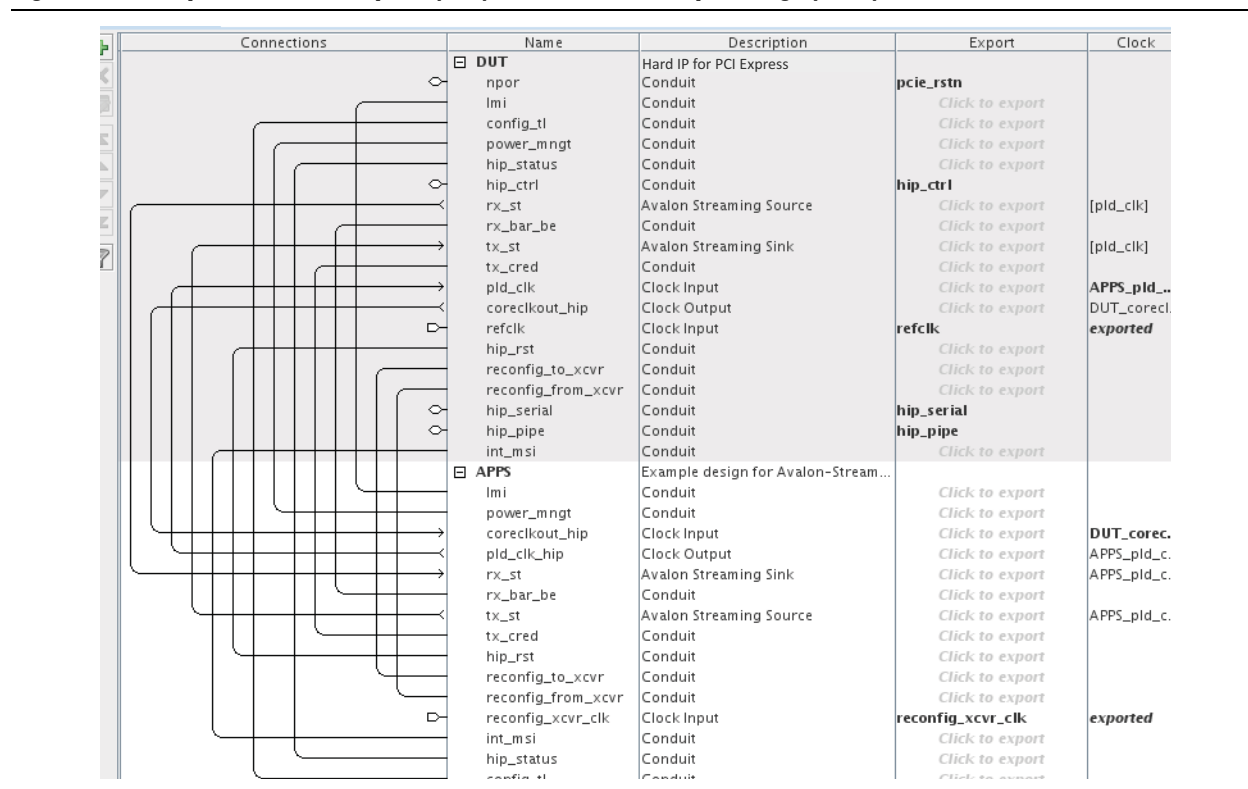 Connections Name Description Export Clock
DUT Hard IP for PCI Express
npor Conduit pcie_rstn
lmi Conduit Click to export
config_tl Conduit Click to export
power_mngt Conduit Click to export
hip_status Conduit Click to export
hip_ctrl Conduit hip_ctrl
rx_st Avalon Streaming Source Click to export [pld_clk]
rx_bar_be Conduit Click to export
tx_st Avalon Streaming Sink Click to export [pld_clk]
tx_cred Conduit Click to export
pld_clk Clock Input Click to export APPS_pld_...
coreclkout_hip Clock Output Click to export DUT_corecl.
refclk Clock Input refclk exported
hip_rst Conduit Click to export
reconfig_to_xcvr Conduit Click to export
reconfig_from_xcvr Conduit Click to export
hip_serial Conduit hip_serial
hip_pipe Conduit hip_pipe
int_msi Conduit Click to export
APPS Example design for Avalon-Stream...
lmi Conduit Click to export
power_mngt Conduit Click to export
coreclkout_hip Clock Input Click to export DUT_corec.
pld_clk_hip Clock Output Click to export APPS_pld_c.
rx_st Avalon Streaming Sink Click to export APPS_pld_c.
rx_bar_be Conduit Click to export
tx_st Avalon Streaming Source Click to export APPS_pld_c.
tx_cred Conduit Click to export
hip_rst Conduit Click to export
reconfig_to_xcvr Conduit Click to export
reconfig_from_xcvr Conduit Click to export
reconfig_xcvr_clk Clock Input reconfig_xcvr_clk exported
int_msi Conduit Click to export
hip_status Conduit Click to export
config_tl Conduit Click to export